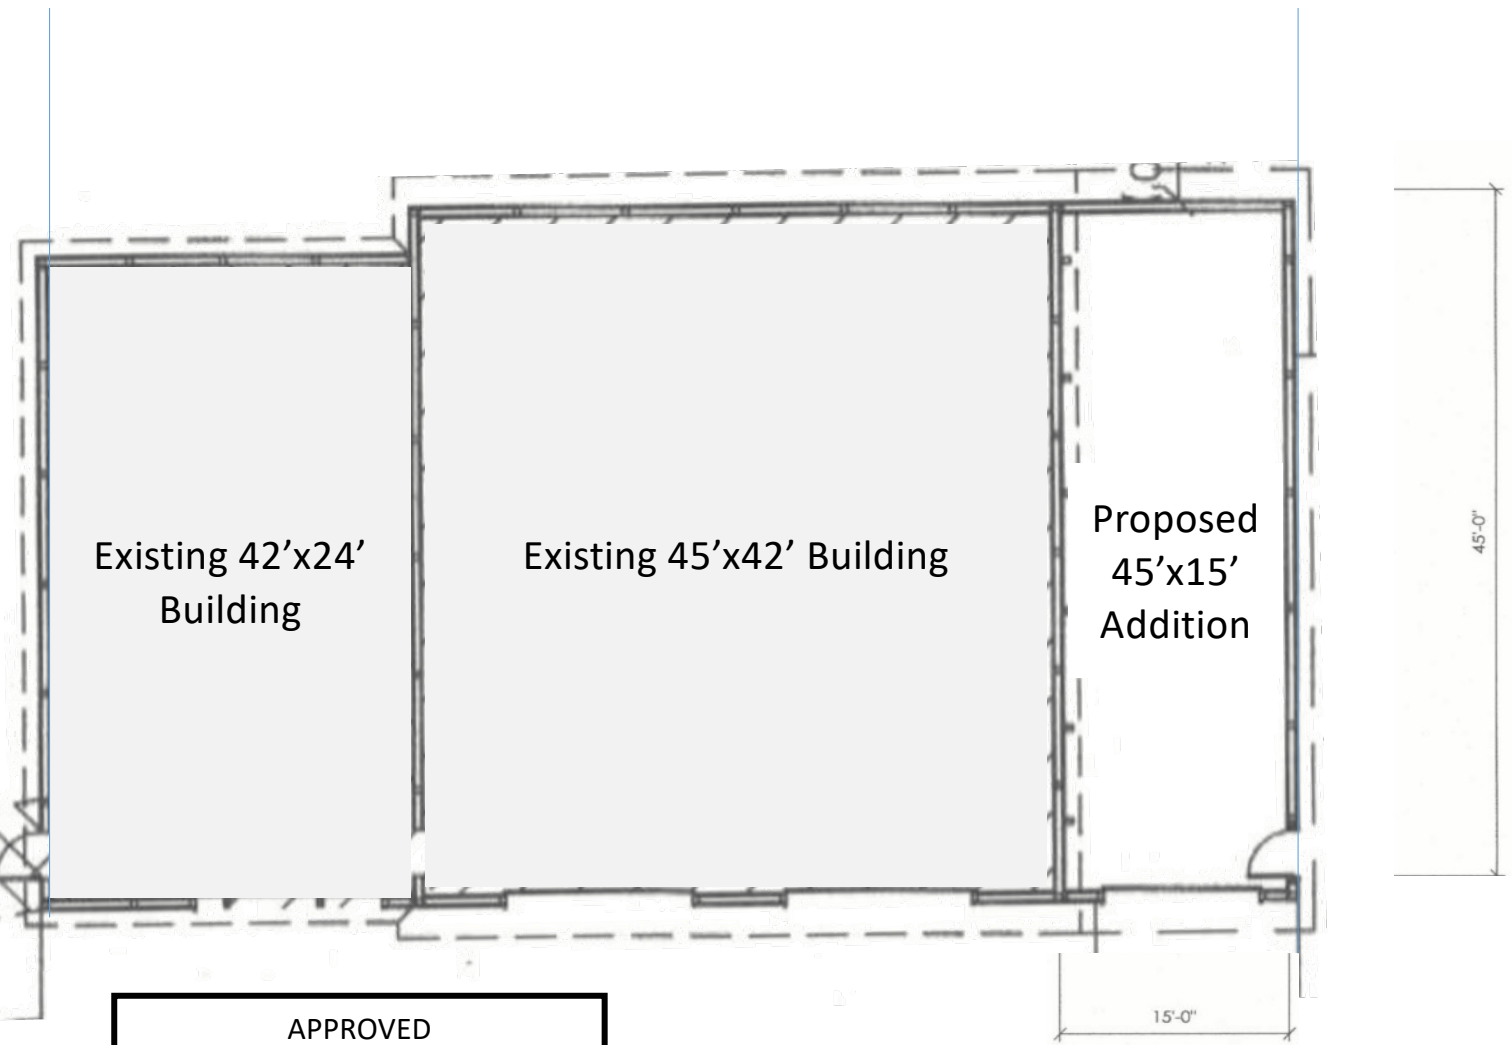 Existing 42’x24’
Building
Existing 45’x42’ Building
Proposed
45’x15’
Addition
45'-0"
15'-0"
APPROVED